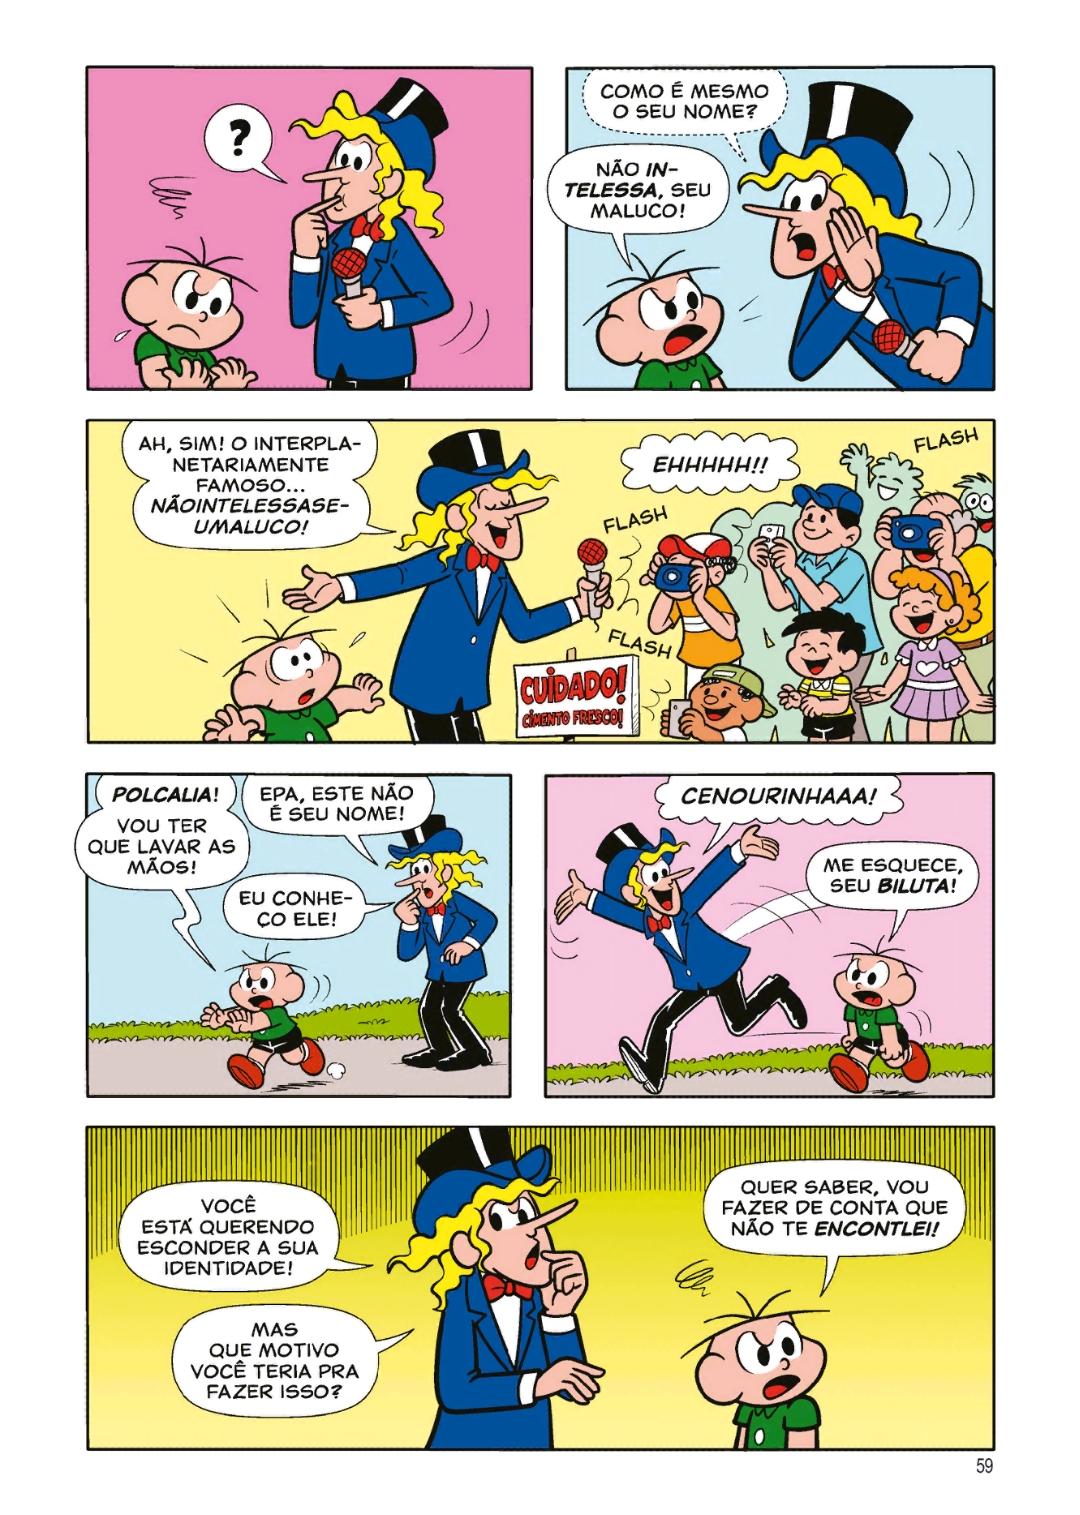 ?
COMO É MESMO
O SEU NOME?
NÃO IN-
TELESSA, SEU
MALUCO!
AH, SIM! O INTERPLA-
NETARIAMENTE
FAMOSO...
NÃOINTELESSASE-
UMALUCO!
EHHHHH!!
FLASH
FLASH
FLASH
CUIDADO!
CIMENTO FRESCO!
POLCALIA!
VOU TER
QUE LAVAR AS
MÃOS!
EPA, ESTE NÃO
É SEU NOME!
EU CONHE-
ÇO ELE!
CENOURINHAAA!
ME ESQUECE,
SEU BILUTA!
VOCÊ
ESTÁ QUERENDO
ESCONDER A SUA
IDENTIDADE!
MAS
QUE MOTIVO
VOCÊ TERIA PRA
FAZER ISSO?
QUER SABER, VOU
FAZER DE CONTA QUE
NÃO TE ENCONTLEI!
59